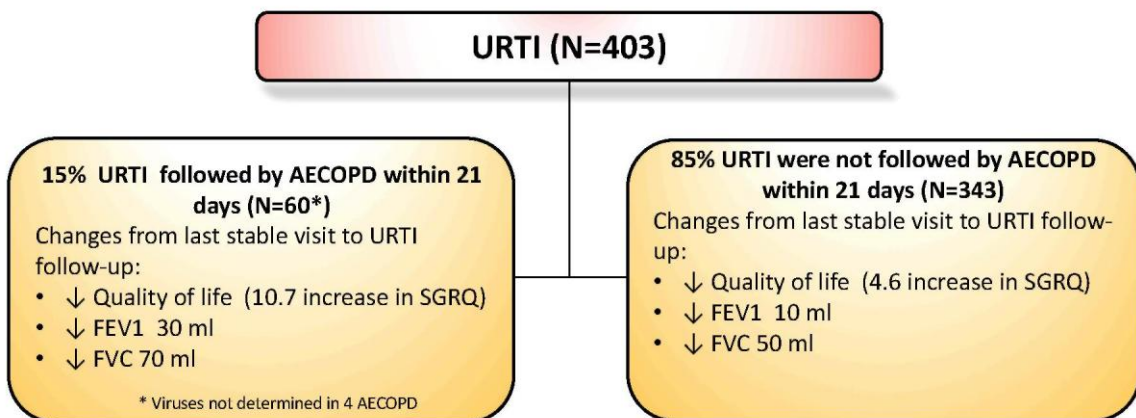 URTI (N=403)
15% URTI followed by AECOPD within 21
days (N=60*)
Changes from last stable visit to URTI
follow-up:
• ↓ Quality of life (10.7 increase in SGRQ)
• ↓ FEV1 30 ml
• ↓ FVC 70 ml
* Viruses not determined in 4 AECOPD
85% URTI were not followed by AECOPD
within 21 days (N=343)
Changes from last stable visit to URTI follow-
up:
• ↓ Quality of life (4.6 increase in SGRQ)
• ↓ FEV1 10 ml
• ↓ FVC 50 ml